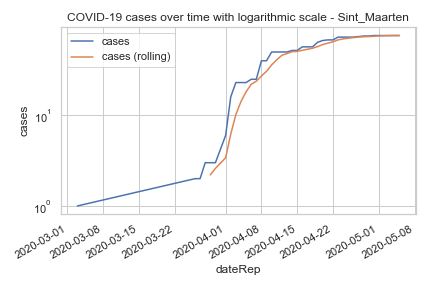 COVID-19 cases over time with logarithmic scale - Sint_Maarten
cases
cases (rolling)
cases
10¹
10⁰
2020-03-01
2020-03-08
2020-03-15
2020-03-22
2020-04-01
2020-04-08
2020-04-15
2020-04-22
2020-05-01
2020-05-08
dateRep